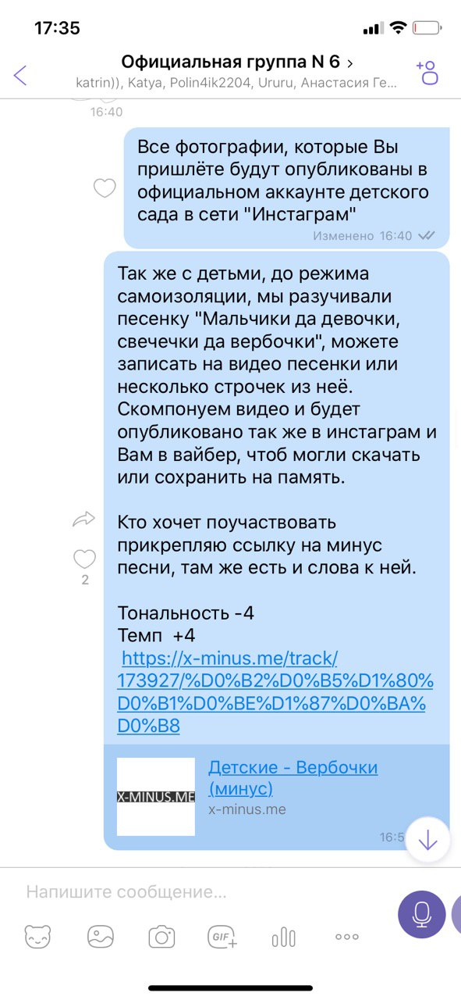 17:35
Официальная группа N 6 ›
katrin)), Katya, Polin4ik2204, Ururu, Анастасия Ге...
16:40
Все фотографии, которые Вы
пришлёте будут опубликованы в
официальном аккаунте детского
сада в сети "Инстаграм"
Изменено 16:40
Так же с детьми, до режима
самоизоляции, мы разучивали
песенку "Мальчики да девочки,
свечечки да вербочки", можете
записать на видео песенки или
несколько строчек из неё.
Скомпонуем видео и будет
опубликовано так же в инстаграм и
Вам в вайбер, чтоб могли скачать
или сохранить на память.
Кто хочет поучаствовать
прикрепляю ссылку на минус
песни, там же есть и слова к ней.
2
Тональность -4
Темп +4
https://x-minus.me/track/
173927/%D0%B2%D0%B5%D1%80%
D0%B1%D0%BE%D1%87%D0%BA%
D0%B8
Детские - Вербочки
(минус)
X-MINUS.ME
x-minus.me
16:5
Напишите сообщение...
GIF